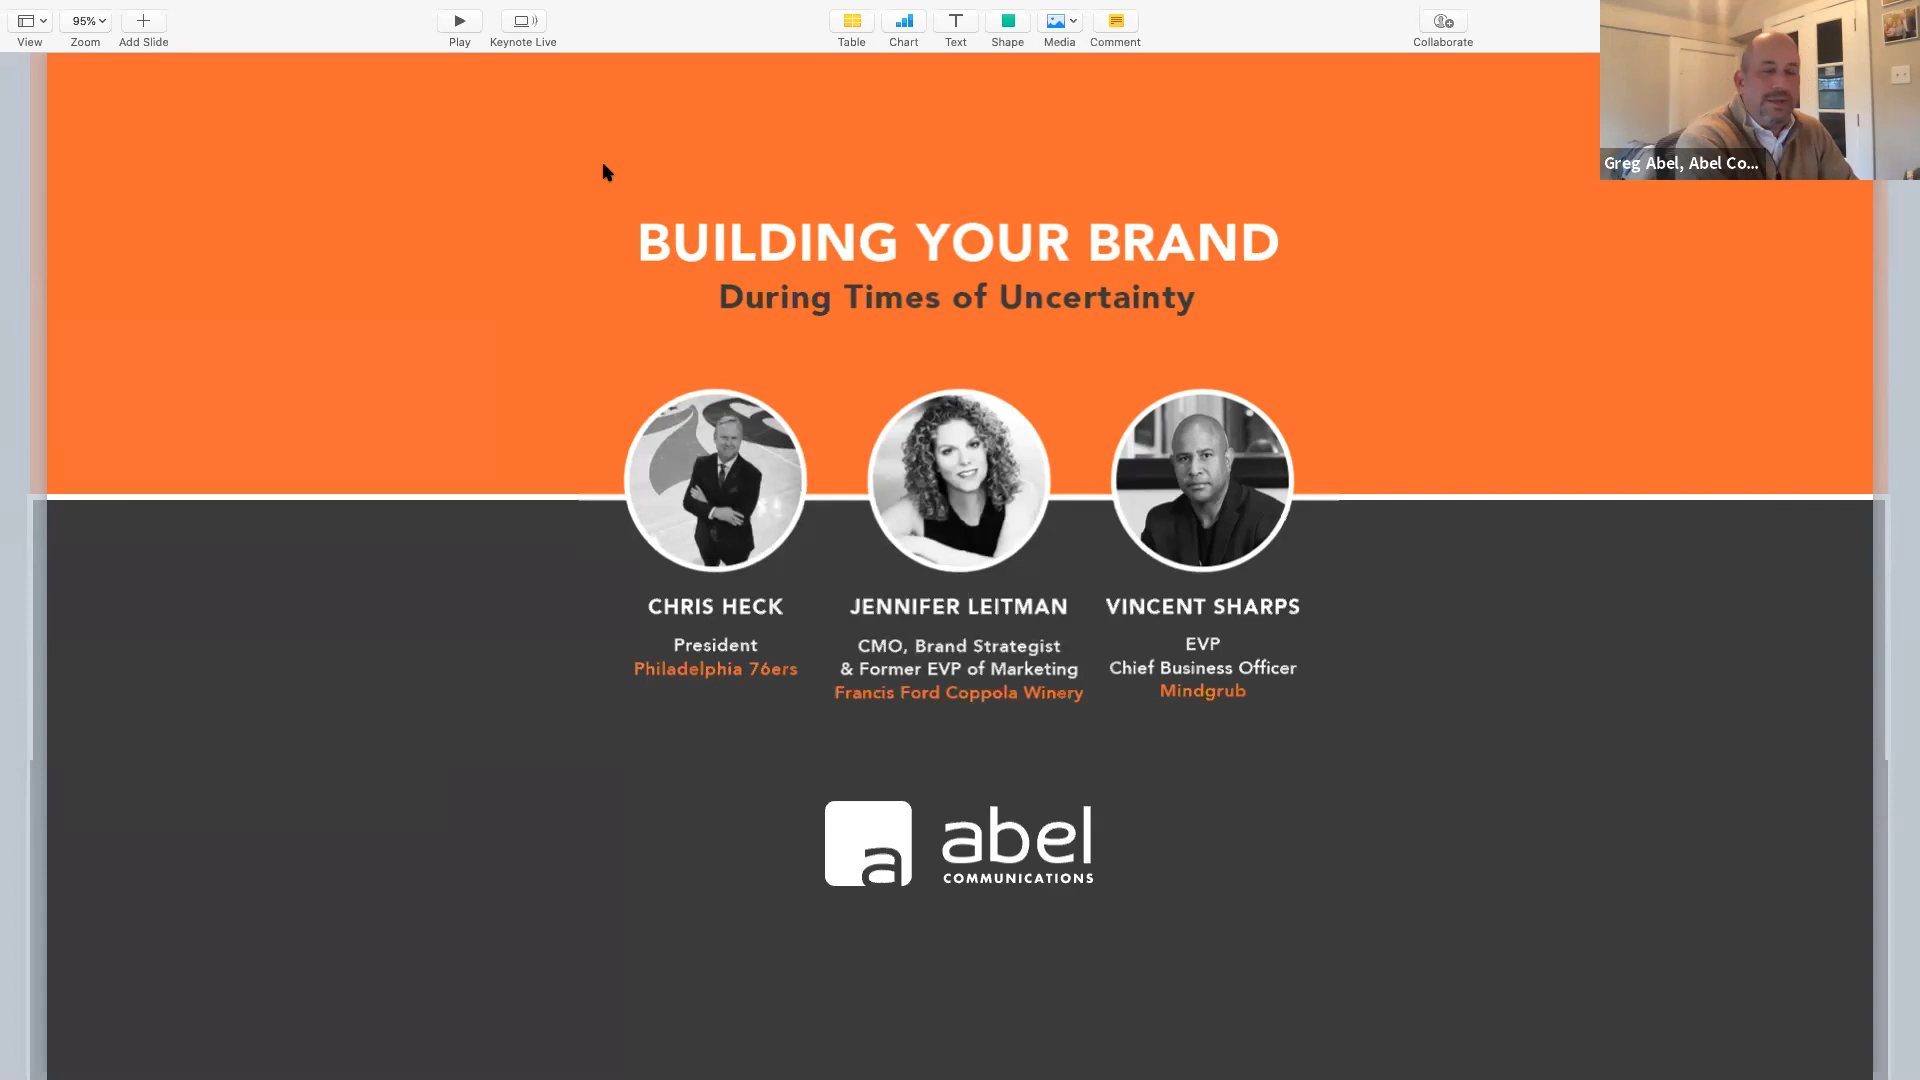 95%
View
Zoom
Add Slide
Play
Keynote Live
Table
Chart
Text
Shape
Media
Comment
Collaborate
Greg Abel, Abel Co...
BUILDING YOUR BRAND
During Times of Uncertainty
CHRIS HECK
President
Philadelphia 76ers
JENNIFER LEITMAN
CMO, Brand Strategist
& Former EVP of Marketing
Francis Ford Coppola Winery
VINCENT SHARPS
EVP
Chief Business Officer
Mindgrub
a
abel
COMMUNICATIONS